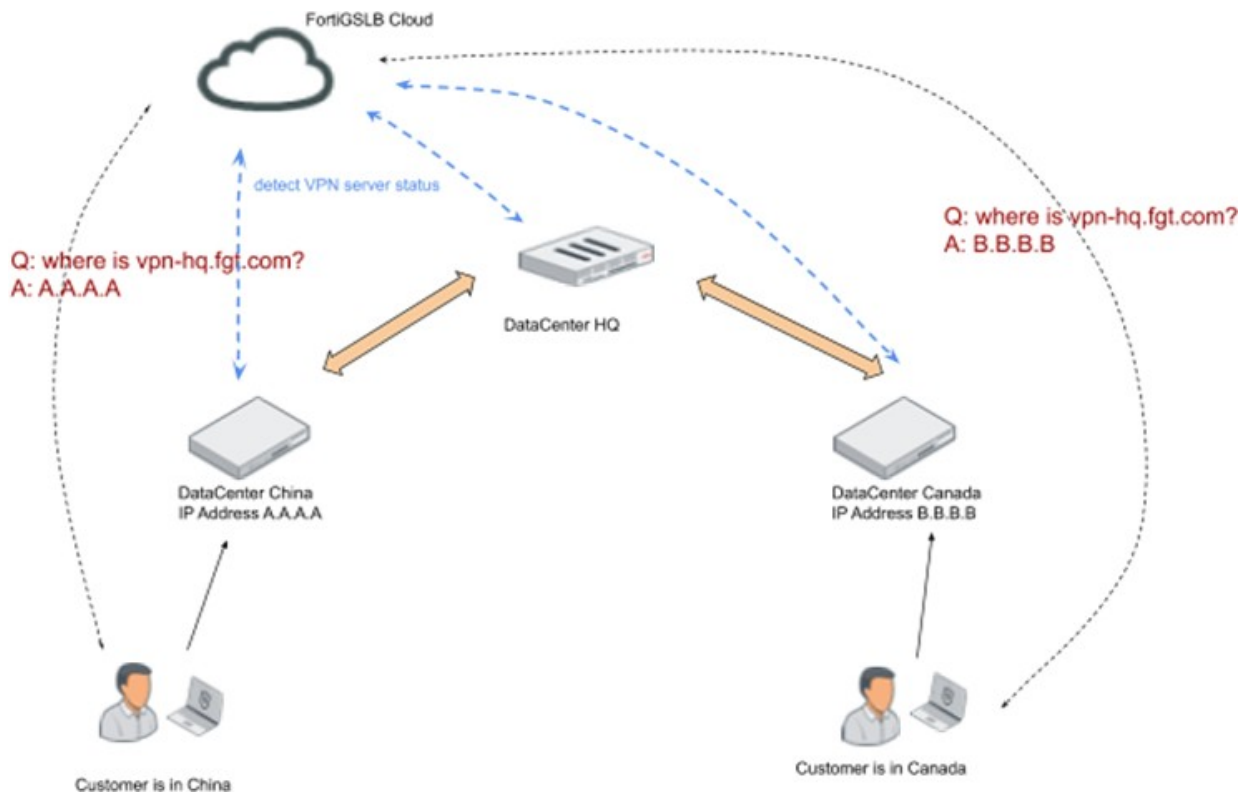 FortiGSLB Cloud
detect VPN server status
Q: where is vpn-hq.fgt.com?
A: B.B.B.B
Q: where is vpn-hq.fgt.com?
A: A.A.A.A
DataCenter HQ
DataCenter China
IP Address A.A.A.A
DataCenter Canada
IP Address B.B.B.B
Customer is in China
Customer is in Canada